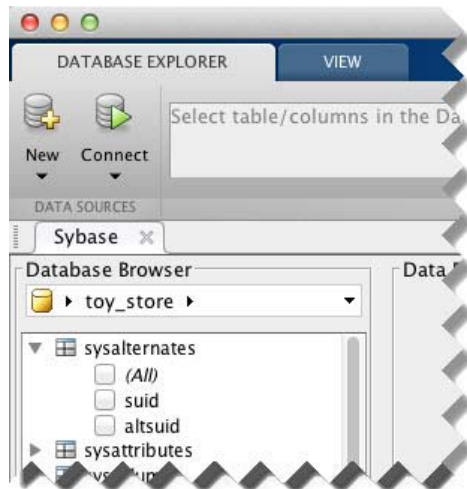 DATABASE EXPLORER
VIEW
Select table/columns in the Da
New
Connect
DATA SOURCES
Sybase
Database Browser
Data
toy_store
sysalternates
(All)
suid
altsuid
sysattributes